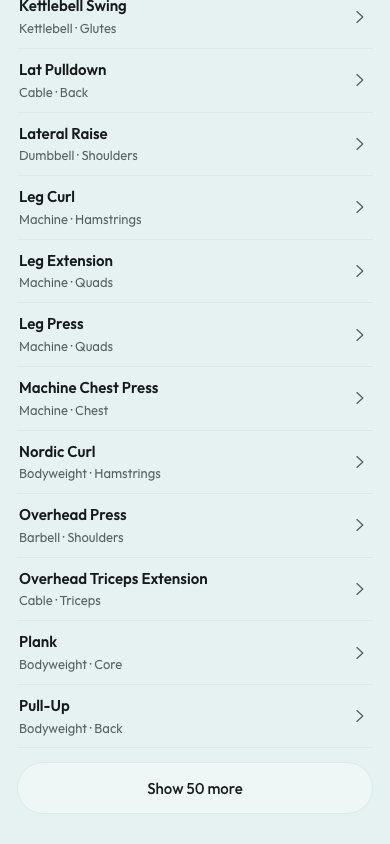 Kettlebell Swing
Kettlebell · Glutes
Lat Pulldown
Cable · Back
Lateral Raise
Dumbbell · Shoulders
Leg Curl
Machine · Hamstrings
Leg Extension
Machine · Quads
Leg Press
Machine · Quads
Machine Chest Press
Machine · Chest
Nordic Curl
Bodyweight · Hamstrings
Overhead Press
Barbell · Shoulders
Overhead Triceps Extension
Cable · Triceps
Plank
Bodyweight · Core
Pull-Up
Bodyweight · Back
Show 50 more